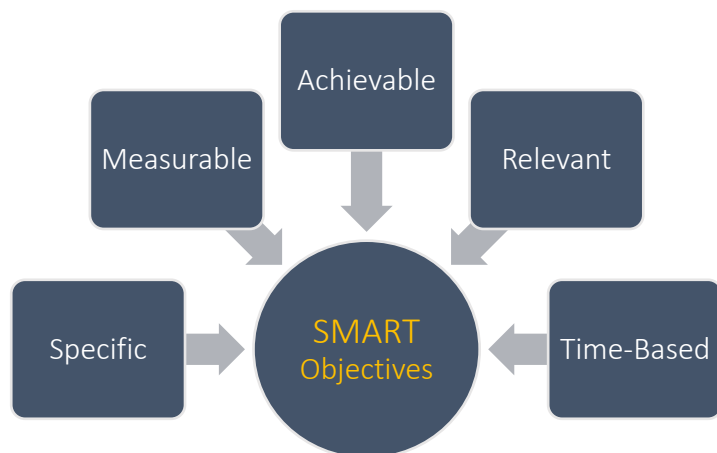 Achievable
Measurable
Relevant
SMART
Objectives
Specific
Time-Based